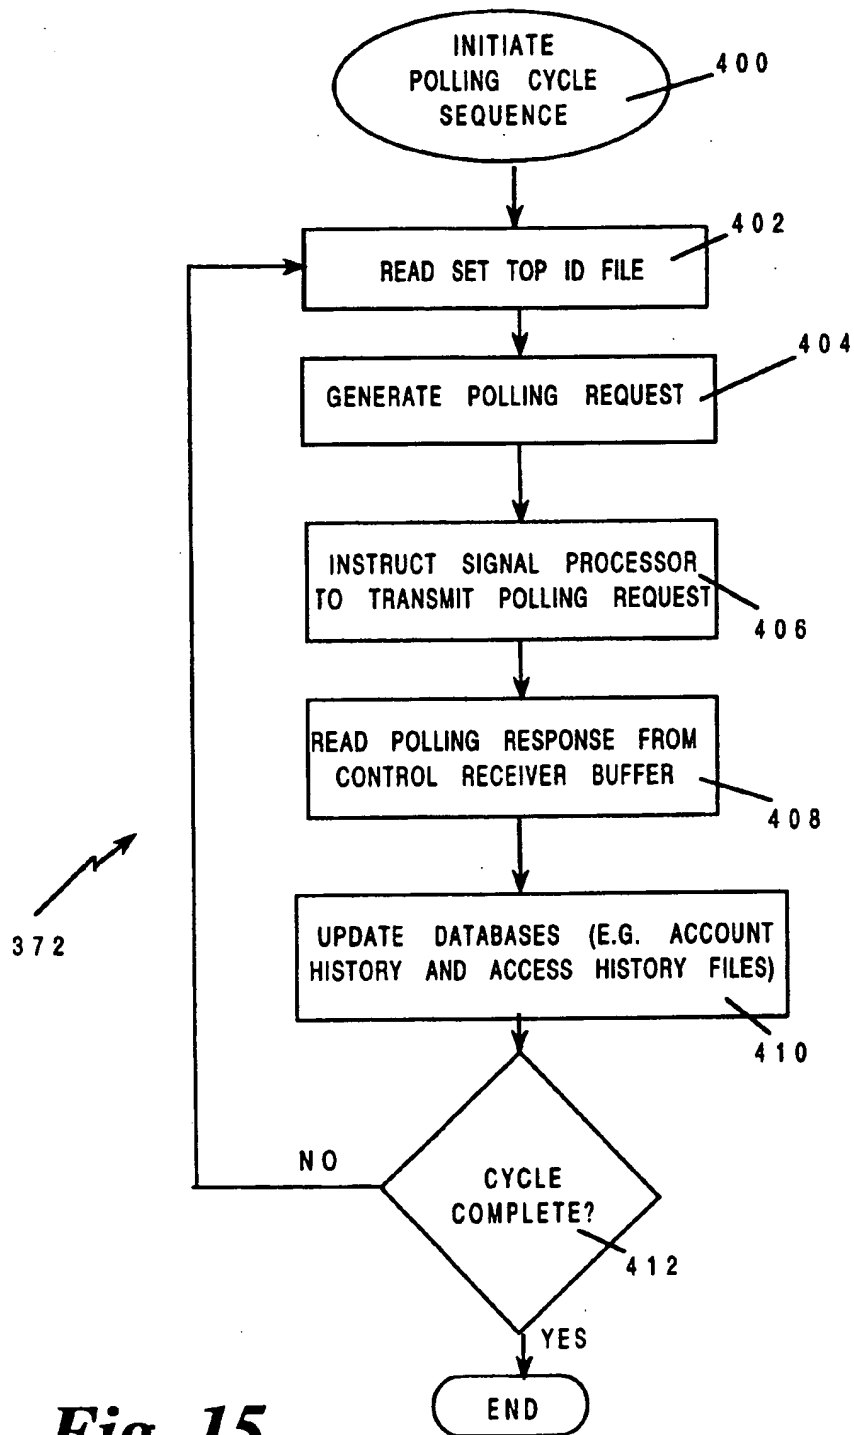 INITIATE
POLLING CYCLE
SEQUENCE
400
402
READ SET TOP ID FILE
404
GENERATE POLLING REQUEST
INSTRUCT SIGNAL PROCESSOR
TO TRANSMIT POLLING REQUEST
406
READ POLLING RESPONSE FROM
CONTROL RECEIVER BUFFER
408
372
UPDATE DATABASES (E.G. ACCOUNT
HISTORY AND ACCESS HISTORY FILES)
410
NO
CYCLE
COMPLETE?
412
YES
END
Fig. 15